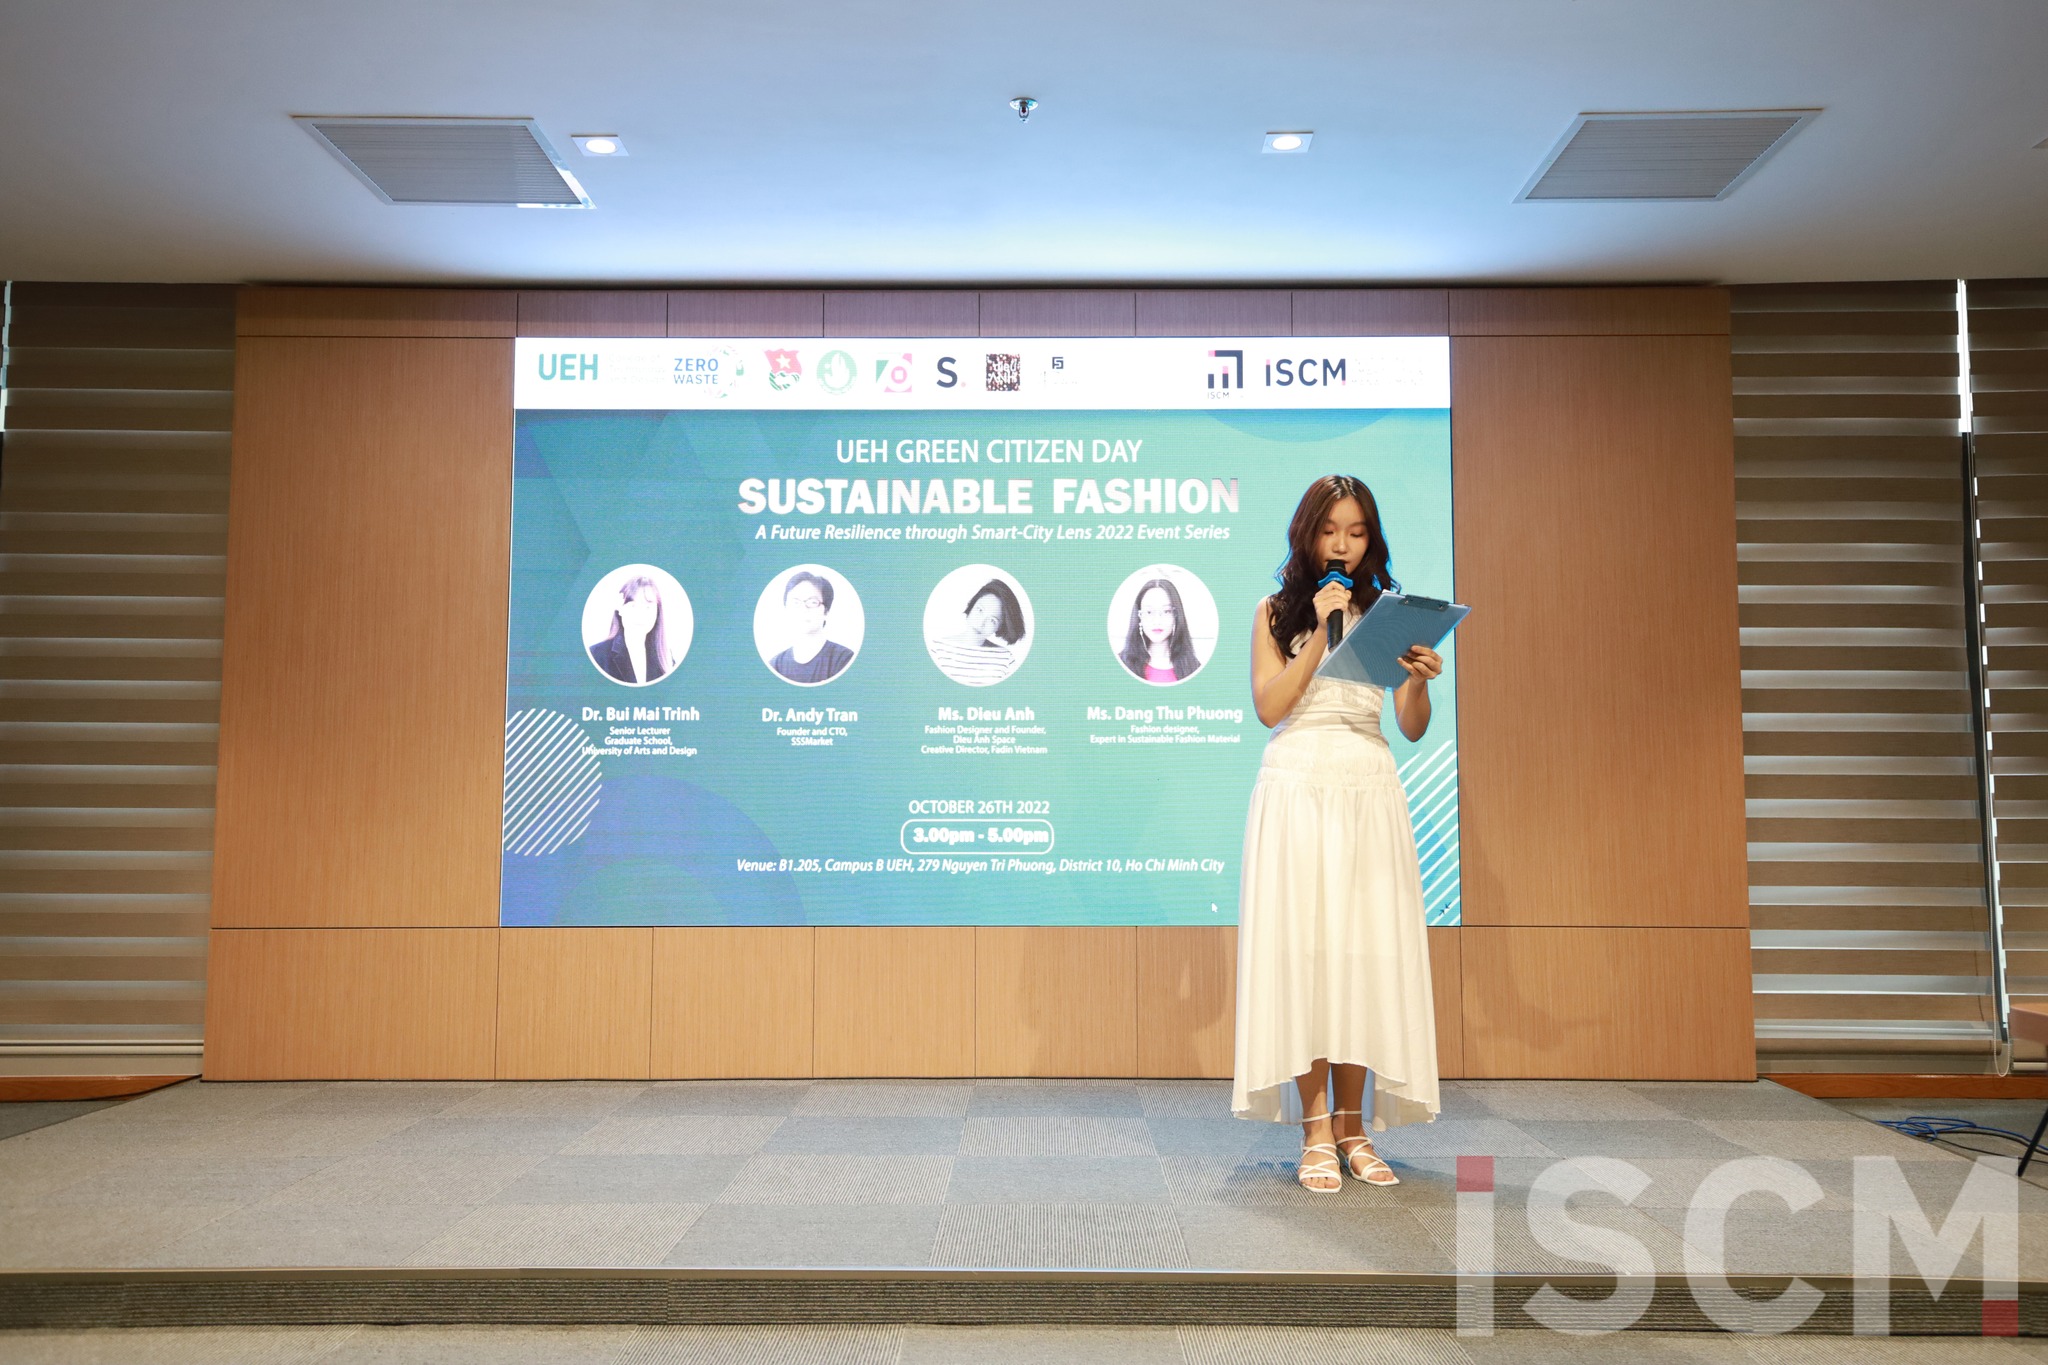 UEH
ZERO
WASTE
S.
DIEU
ANH
iSCM
iSCM
UEH GREEN CITIZEN DAY
SUSTAINABLE FASHION
A Future Resilience through Smart-City Lens 2022 Event Series
Dr. Bui Mai Trinh
Senior Lecturer
Graduate School,
University of Arts and Design
Dr. Andy Tran
Founder and CTO,
SSSMarket
Ms. Dieu Anh
Fashion Designer and Founder,
Dieu Anh Space
Creative Director, Fadin Vietnam
Ms. Dang Thu Phuong
Fashion designer,
Expert in Sustainable Fashion Material
OCTOBER 26TH 2022
3.00pm - 5.00pm
Venue: B1.205, Campus B UEH, 279 Nguyen Tri Phuong, District 10, Ho Chi Minh City
iSCM